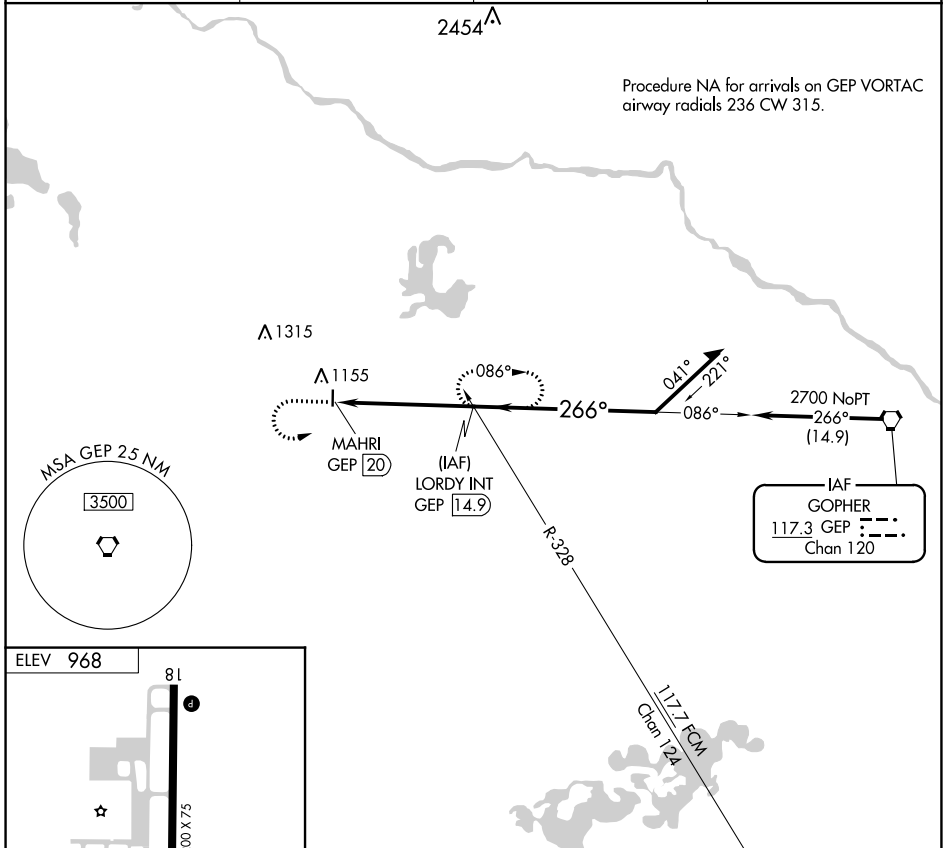 2454
Procedure NA for arrivals on GEP VORTAC
airway radials 236 CW 315.
1315
1155
086°
041°
221°
2700 NoPT
266°
086°
266°
(14.9)
MAHRI
GEP 20
(IAF)
LORDY INT
GEP 14.9
IAF
GOPHER
117.3 GEP
Chan 120
MSA GEP 25 NM
3500
R-328
117.7 FCM
Chan 124
ELEV 968
18
P
00 X 75